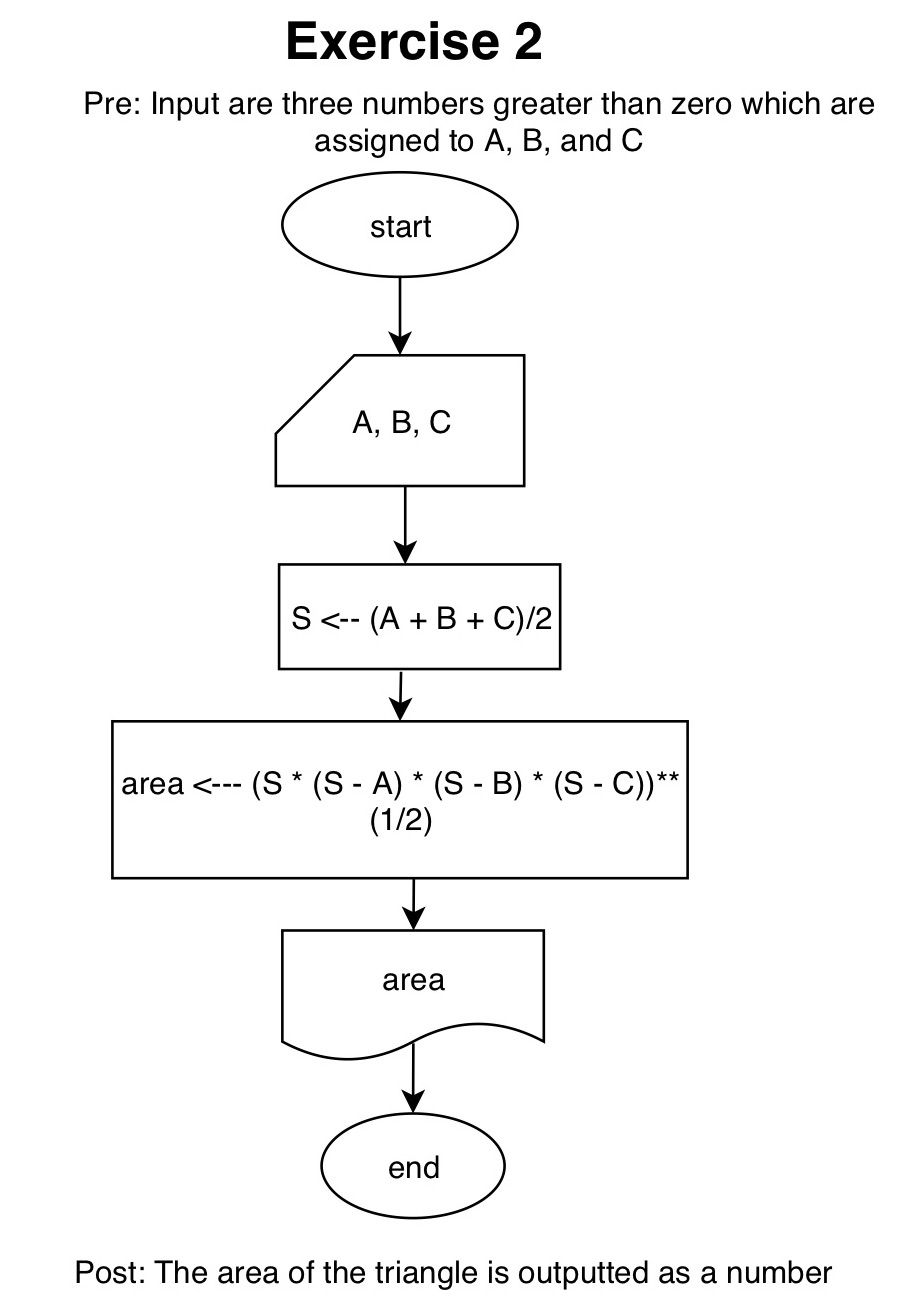 Exercise 2
Pre: Input are three numbers greater than zero which are
assigned to A, B, and C
start
A, B, C
S <-- (A + B + C)/2
area <--- (S * (S - A) * (S - B) * (S - C))**
(1/2)
area
end
Post: The area of the triangle is outputted as a number